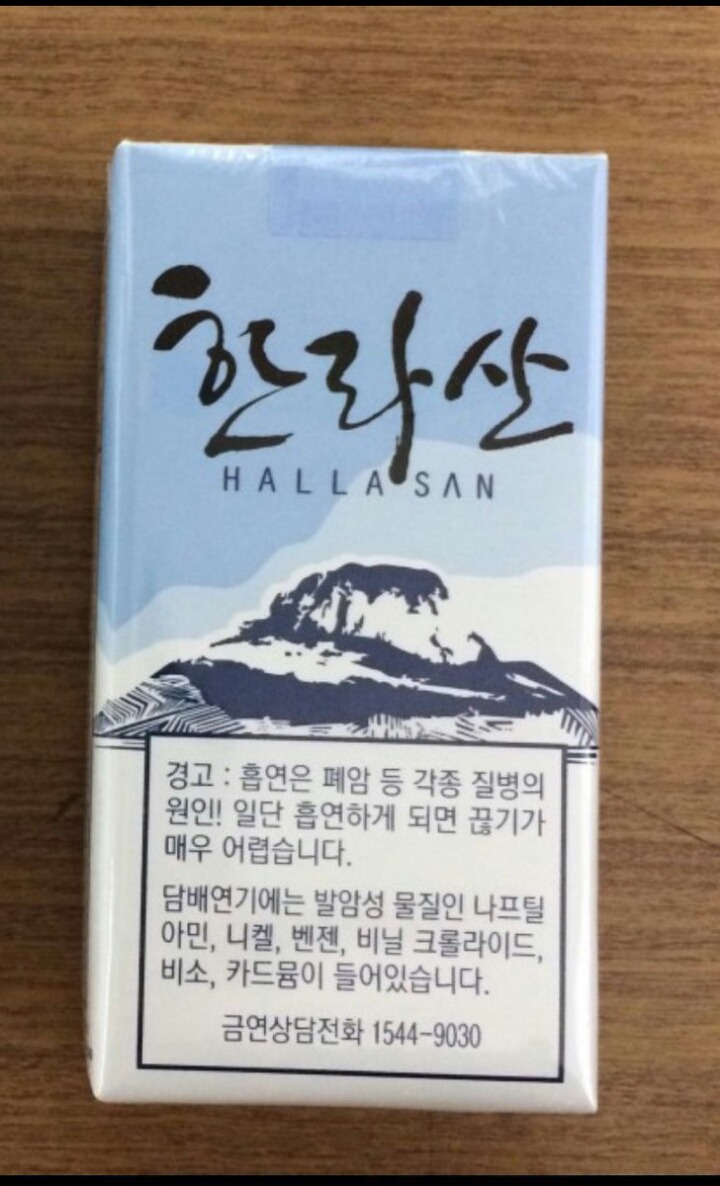 한라산
HALLA SAN
경고 : 흡연은 폐암 등 각종 질병의
원인! 일단 흡연하게 되면 끊기가
매우 어렵습니다.
담배연기에는 발암성 물질인 나프틸
아민, 니켈, 벤젠, 비닐 크롤라이드,
비소, 카드뮴이 들어있습니다.
금연상담전화 1544-9030